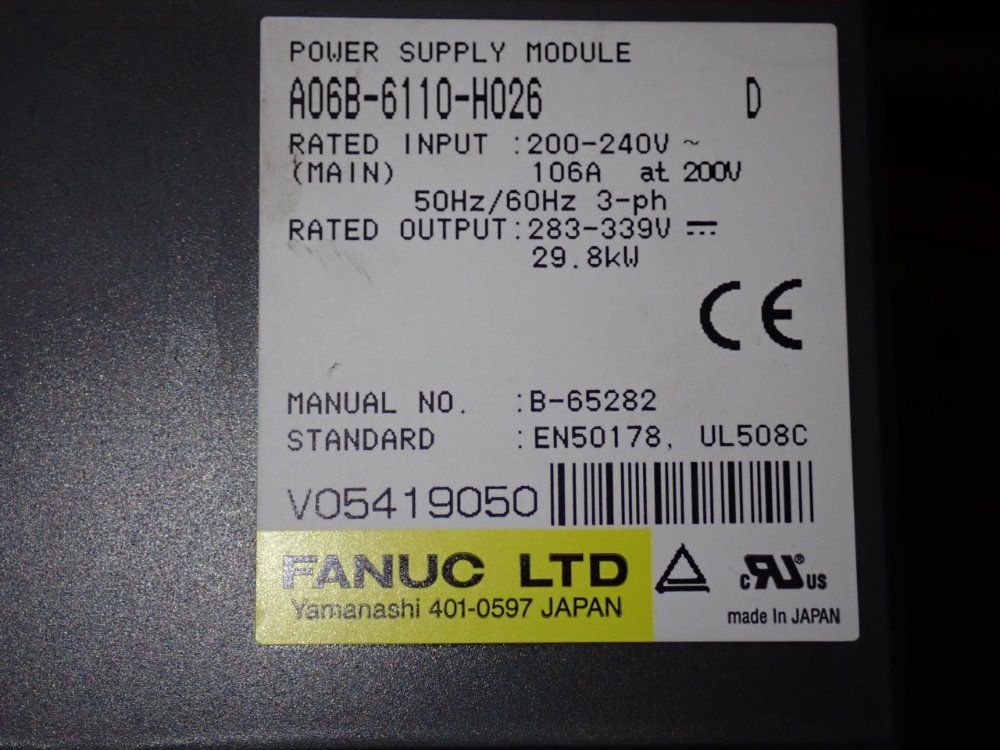 POWER SUPPLY MODULE
A06B-6110-H026 D
RATED INPUT :200-240V ~
(MAIN) 106A at 200V
50Hz/60Hz 3-ph
RATED OUTPUT:283-339V ⎓
29.8kW
CE
MANUAL NO. :B-65282
STANDARD :EN50178, UL508C
V05419050
FANUC LTD
Yamanashi 401-0597 JAPAN
c RU® US
made In JAPAN